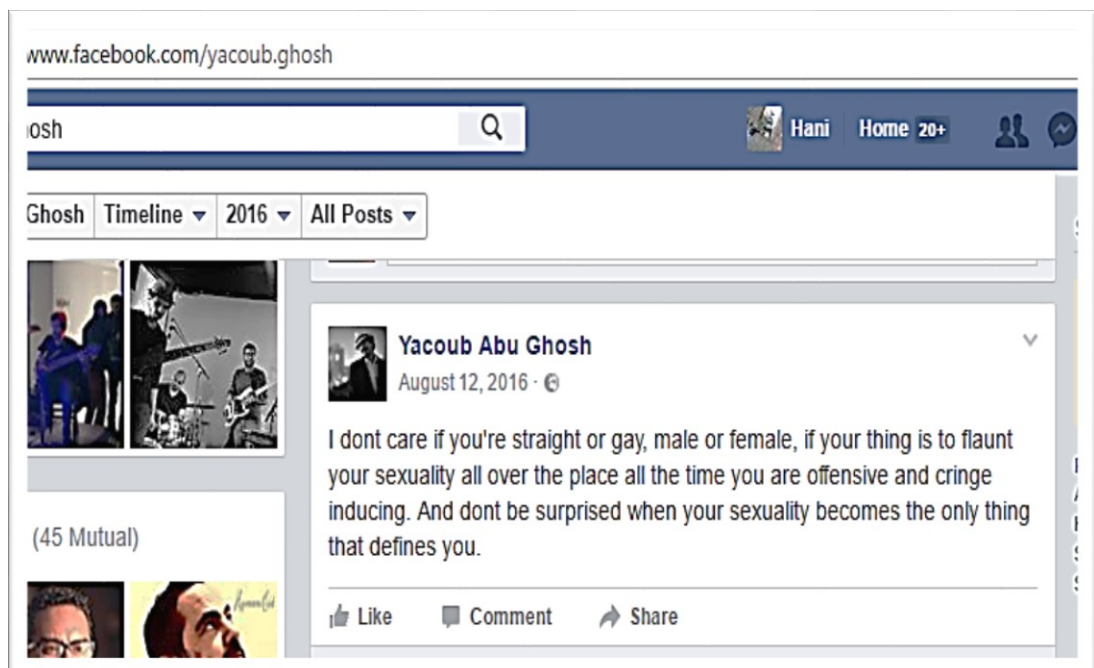 www.facebook.com/yacoub.ghosh
osh
Hani Home 20+
Ghosh Timeline 2016 All Posts
Yacoub Abu Ghosh
August 12, 2016 ·
I dont care if you're straight or gay, male or female, if your thing is to flaunt
your sexuality all over the place all the time you are offensive and cringe
inducing. And dont be surprised when your sexuality becomes the only thing
that defines you.
(45 Mutual)
Like Comment Share